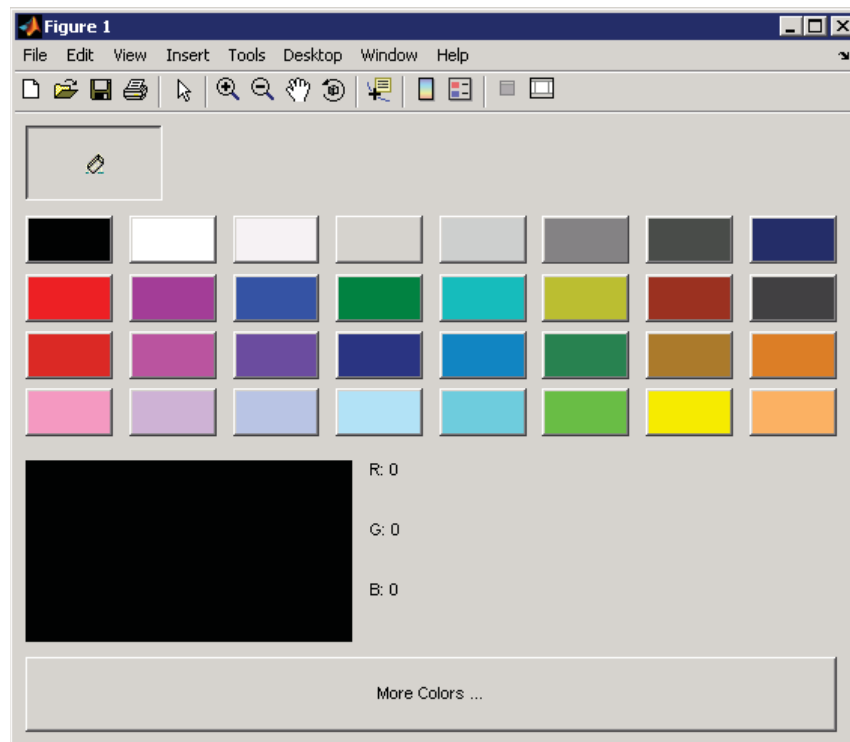 Figure 1
File Edit View Insert Tools Desktop Window Help
R: 0
G: 0
B: 0
More Colors ...